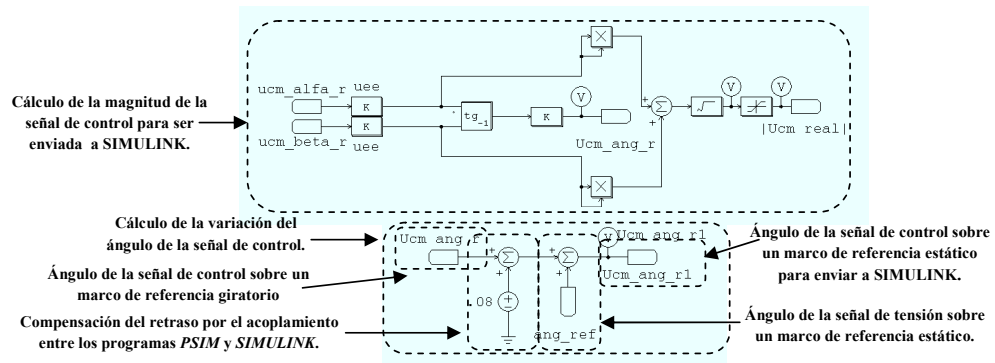 ucm_alfa_r uee
K
ucm_beta_r uee
K
tg-1
K
V
Ucm_ang_r
V
V
|Ucm real|
Cálculo de la magnitud de la
señal de control para ser
enviada a SIMULINK.
Cálculo de la variación del
ángulo de la señal de control.
Ángulo de la señal de control sobre un
marco de referencia giratorio
Compensación del retraso por el acoplamiento
entre los programas PSIM y SIMULINK.
Ucm_ang_r
.08
ang_ref
V
Ucm_ang_r1
Ucm_ang_r1
Ángulo de la señal de control sobre
un marco de referencia estático
para enviar a SIMULINK.
Ángulo de la señal de tensión sobre
un marco de referencia estático.